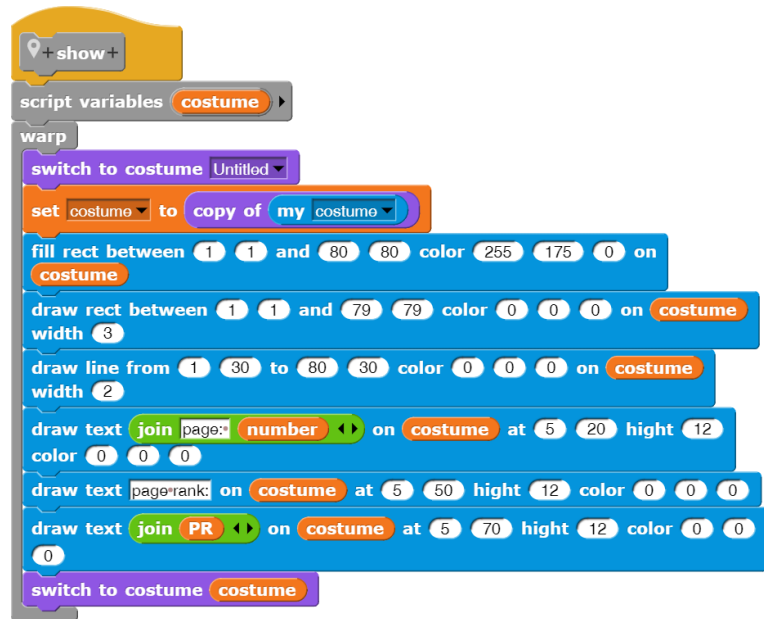 + show +
script variables costume
warp
switch to costume Untitled
set costume to copy of my costume
fill rect between 1 1 and 80 80 color 255 175 0 on
costume
draw rect between 1 1 and 79 79 color 0 0 0 on costume
width 3
draw line from 1 30 to 80 30 color 0 0 0 on costume
width 2
draw text join page: number on costume at 5 20 hight 12
color 0 0 0
draw text page rank: on costume at 5 50 hight 12 color 0 0 0
draw text join PR on costume at 5 70 hight 12 color 0 0
0
switch to costume costume